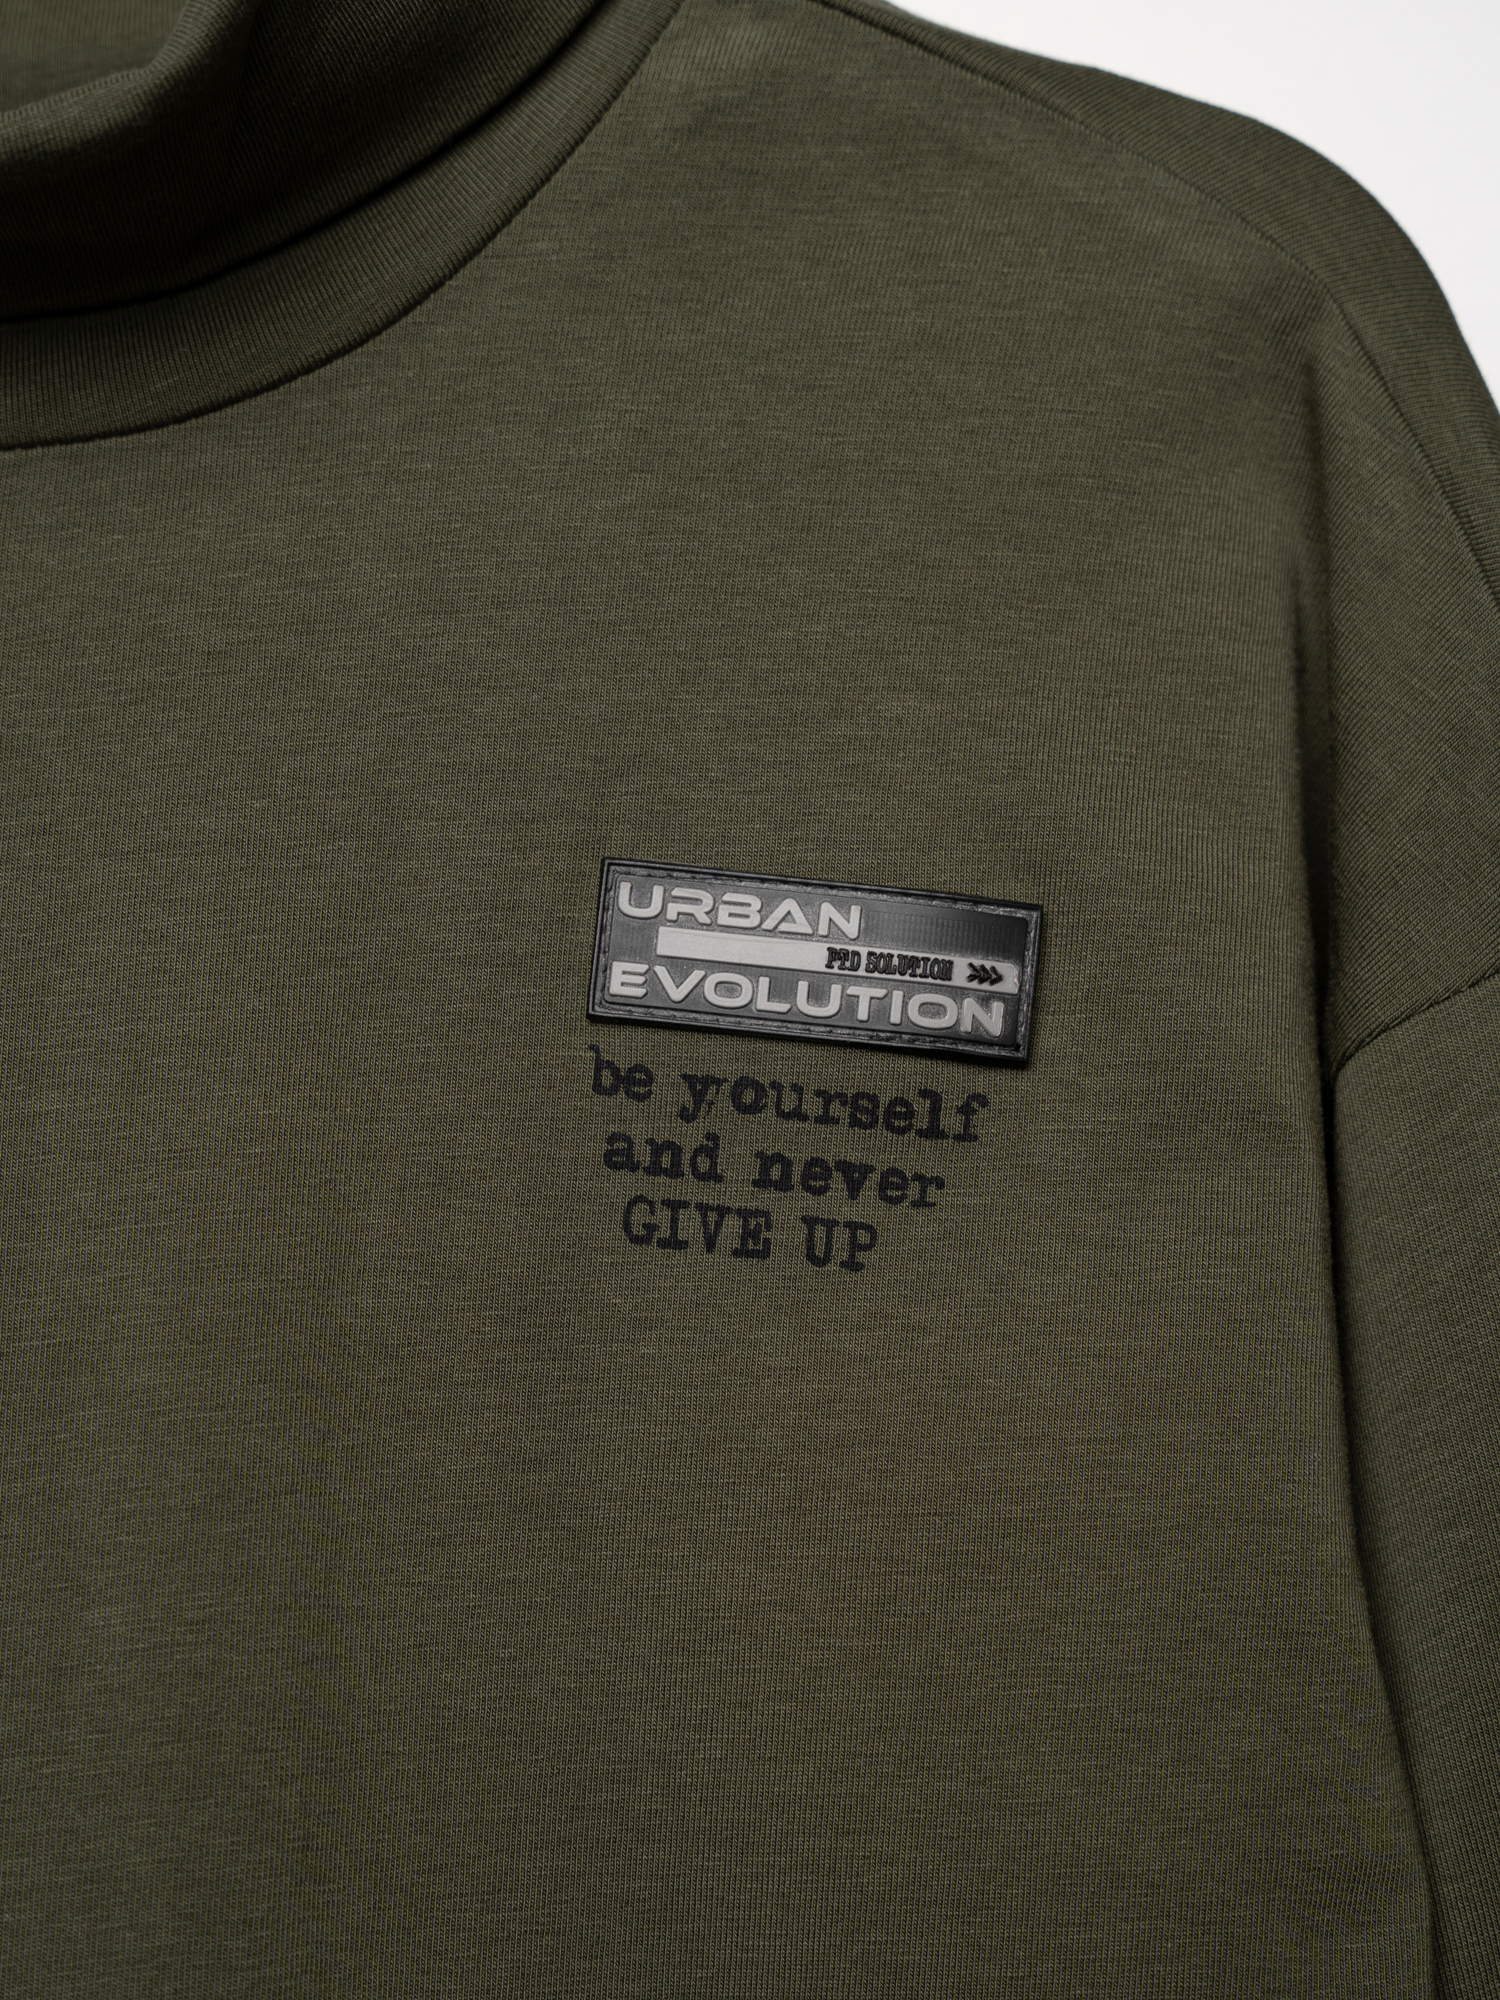 URBAN
PTD SOLUTION >>>
EVOLUTION
be yourself
and never
GIVE UP